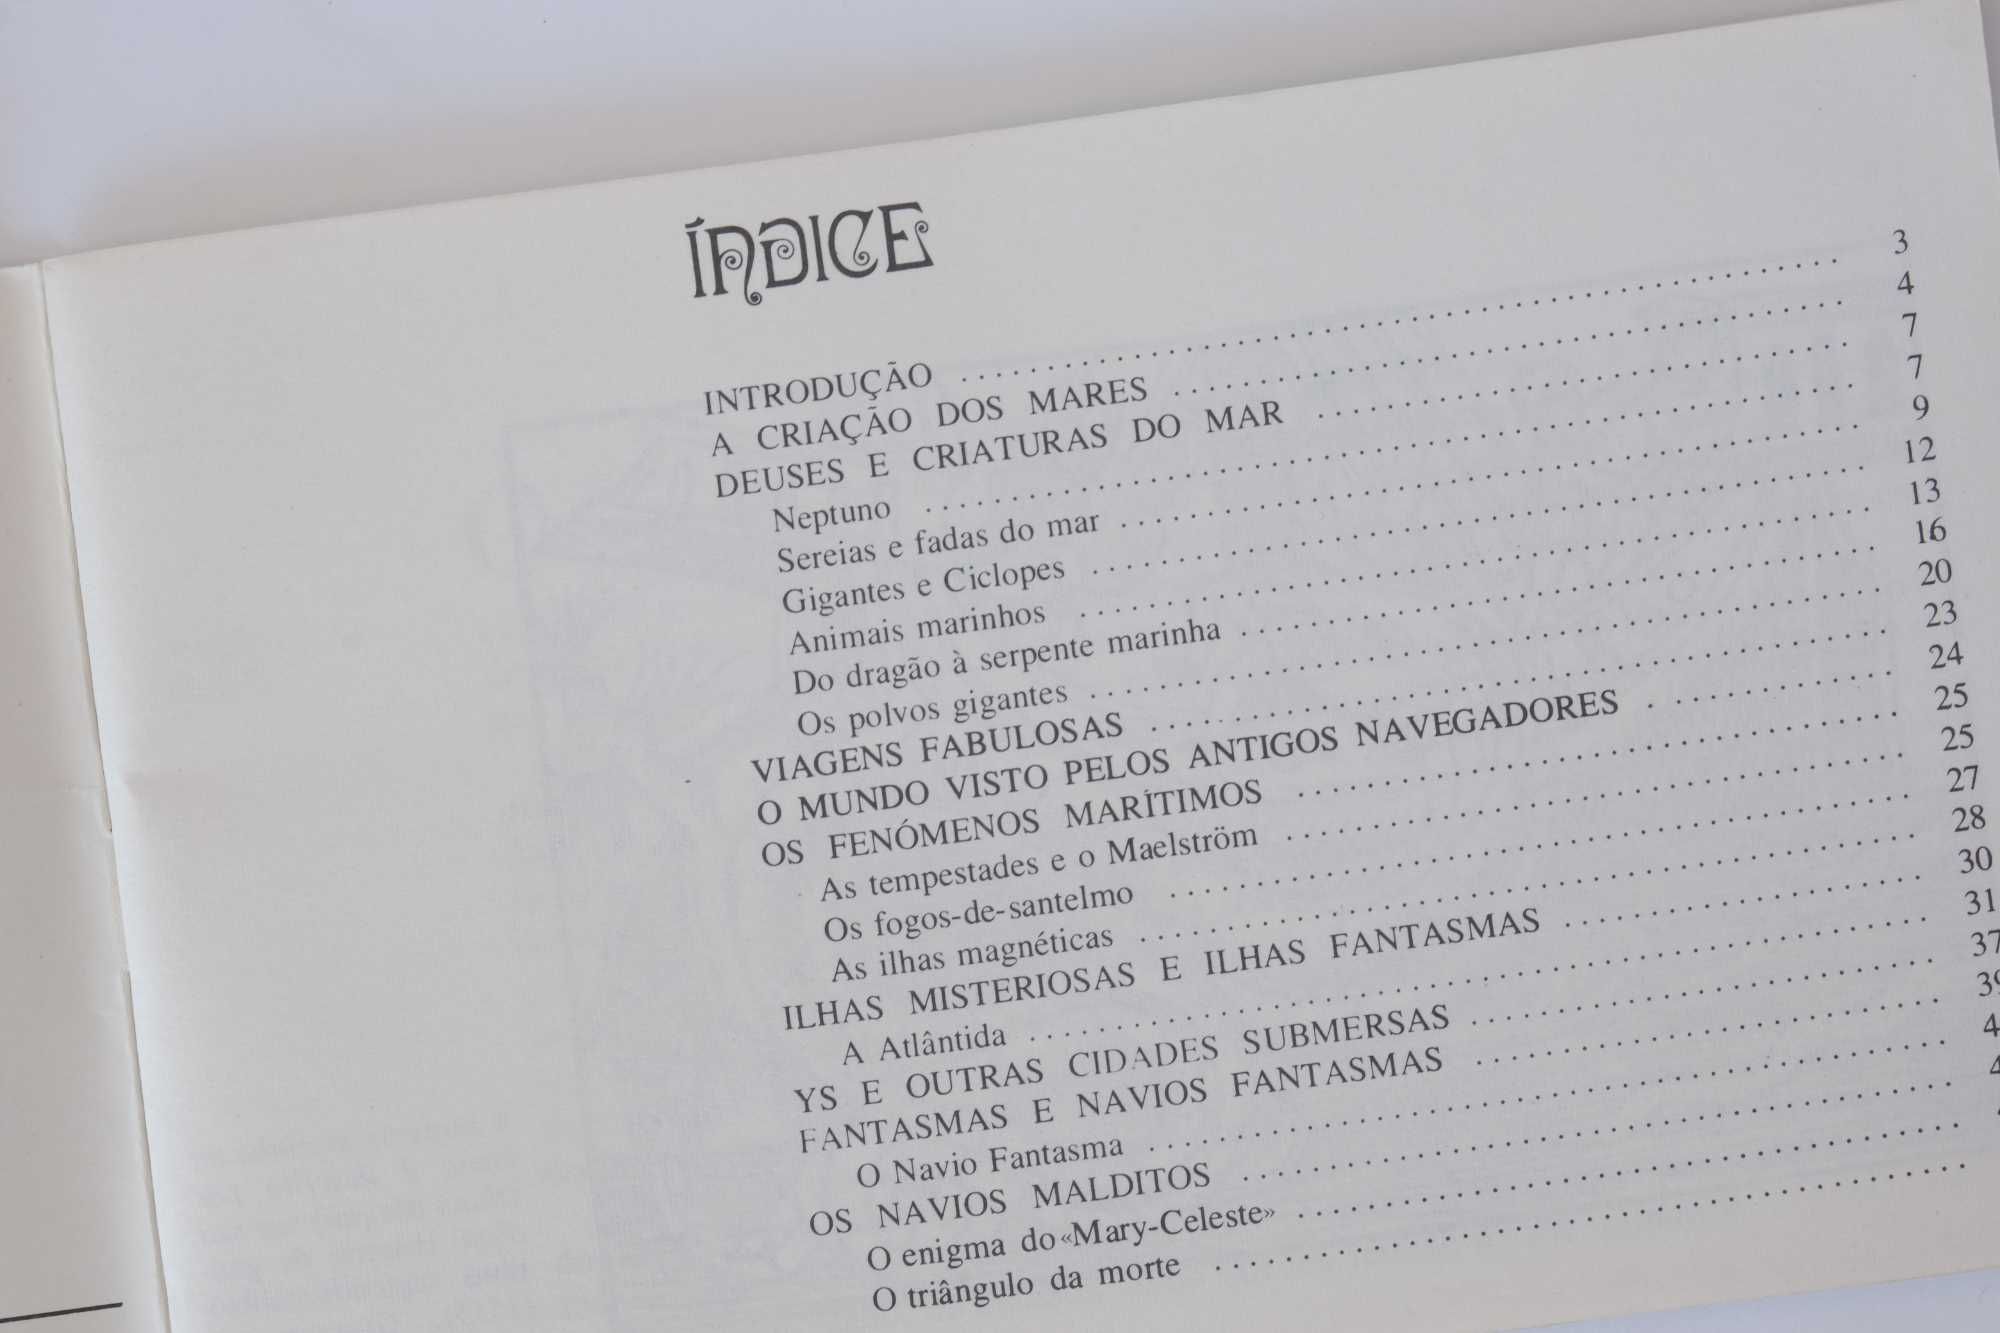 ÍNDICE
INTRODUÇÃO . . . . . . . . . . 3
A CRIAÇÃO DOS MARES . . . . . . . . . . 4
DEUSES E CRIATURAS DO MAR . . . . . . . . . . 7
Neptuno . . . . . . . . . . 7
Sereias e fadas do mar . . . . . . . . . . 9
Gigantes e Ciclopes . . . . . . . . . . 12
Animais marinhos . . . . . . . . . . 13
Do dragão à serpente marinha . . . . . . . . . . 16
Os polvos gigantes . . . . . . . . . . 20
VIAGENS FABULOSAS . . . . . . . . . . 23
O MUNDO VISTO PELOS ANTIGOS NAVEGADORES . . . . . . . . . . 24
OS FENÓMENOS MARÍTIMOS . . . . . . . . . . 25
As tempestades e o Maelström . . . . . . . . . . 25
Os fogos-de-santelmo . . . . . . . . . . 27
As ilhas magnéticas . . . . . . . . . . 28
ILHAS MISTERIOSAS E ILHAS FANTASMAS . . . . . . . . . . 30
A Atlântida . . . . . . . . . . 31
YS E OUTRAS CIDADES SUBMERSAS . . . . . . . . . . 37
FANTASMAS E NAVIOS FANTASMAS . . . . . . . . . . 39
O Navio Fantasma . . . . . . . . . .
OS NAVIOS MALDITOS . . . . . . . . . .
O enigma do «Mary-Celeste» . . . . . . . . . .
O triângulo da morte . . . . . . . . . .